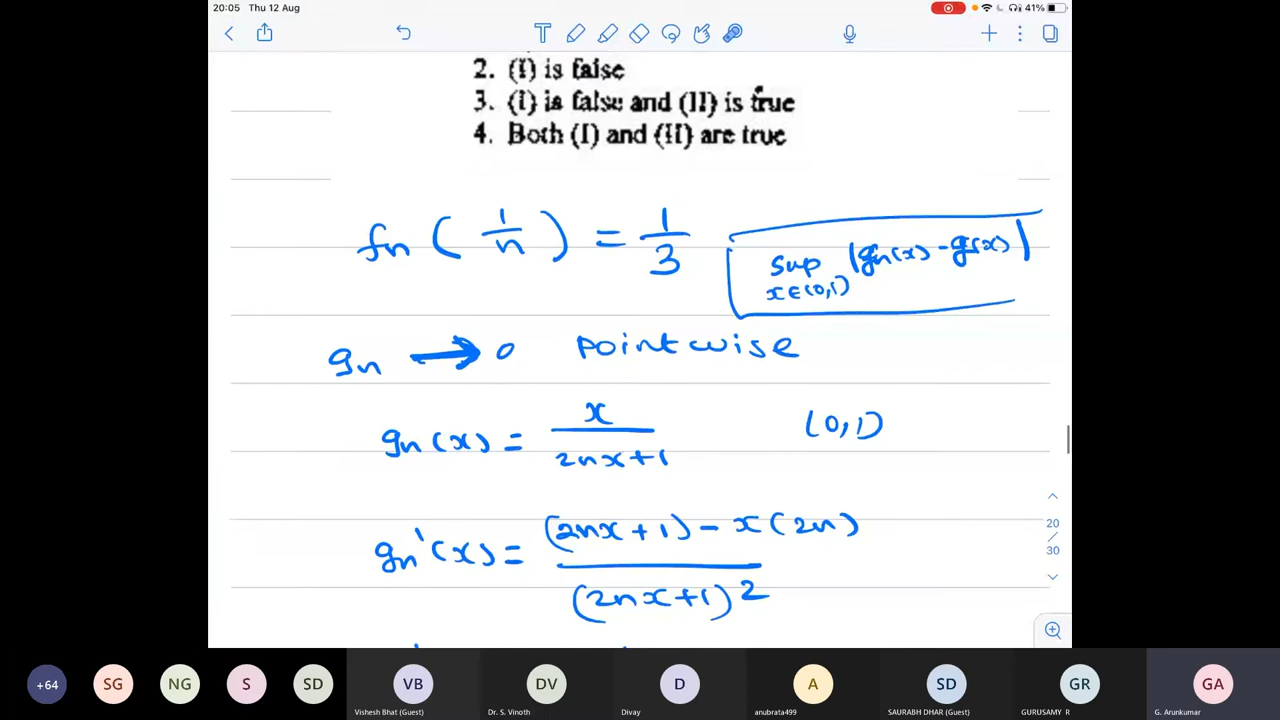 20:05 Thu 12 Aug
41%
2. (I) is false
3. (I) is false and (II) is true
4. Both (I) and (II) are true
fn ( 1/n ) = 1/3
sup |gn(x) - g(x)|
x∈(0,1)
gn → 0 pointwise
gn(x) = x/(2nx+1) (0,1)
gn'(x) = ((2nx+1) - x(2n))/(2nx+1)^2
20
30
+64 SG NG S SD VB DV D A SD GR GA
Vishesh Bhat (Guest) Dr. S. Vinoth Divay anubrata499 SAURABH DHAR (Guest) GURUSAMY R G. Arunkumar